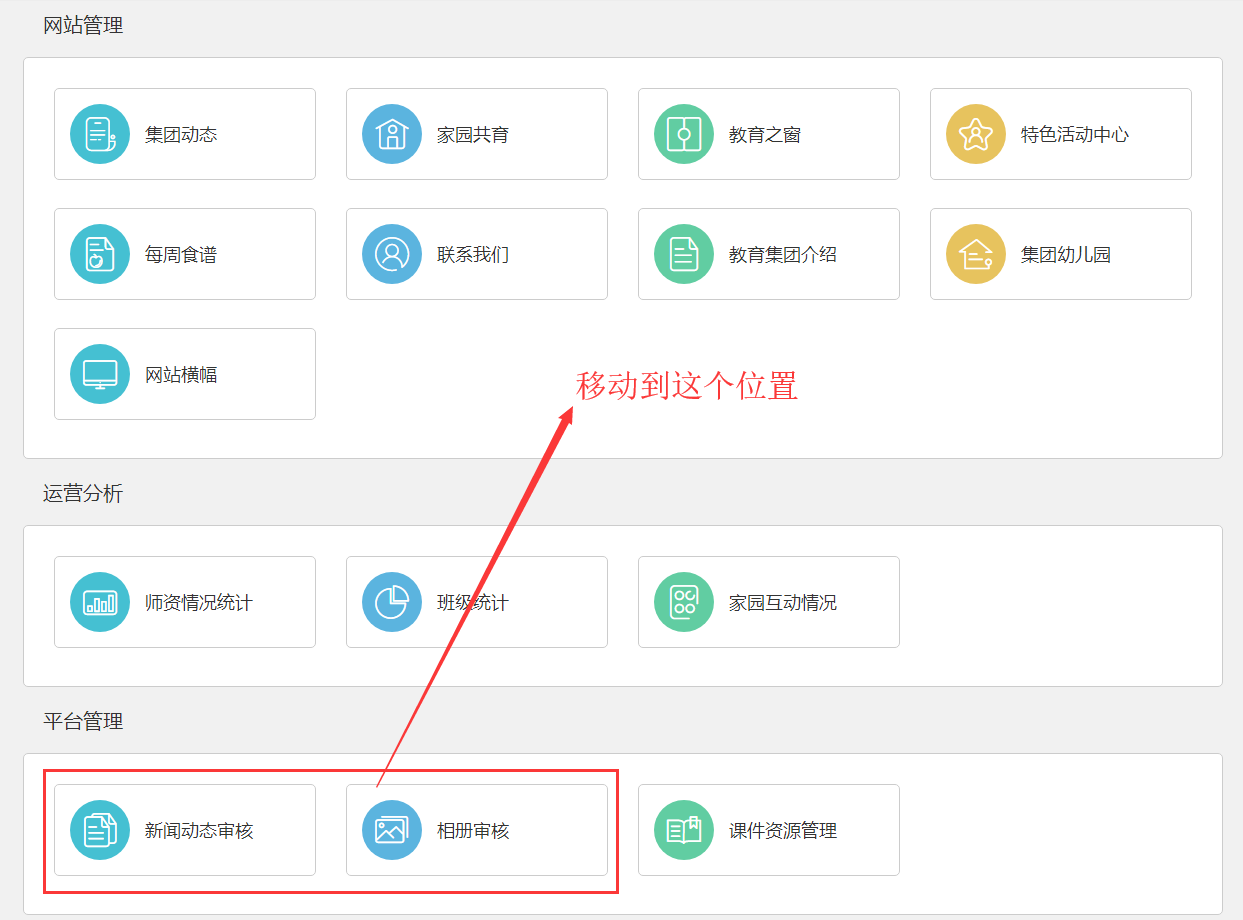 网站管理
集团动态
家园共育
教育之窗
特色活动中心
每周食谱
联系我们
教育集团介绍
集团幼儿园
网站横幅
移动到这个位置
运营分析
师资情况统计
班级统计
家园互动情况
平台管理
新闻动态审核
相册审核
课件资源管理